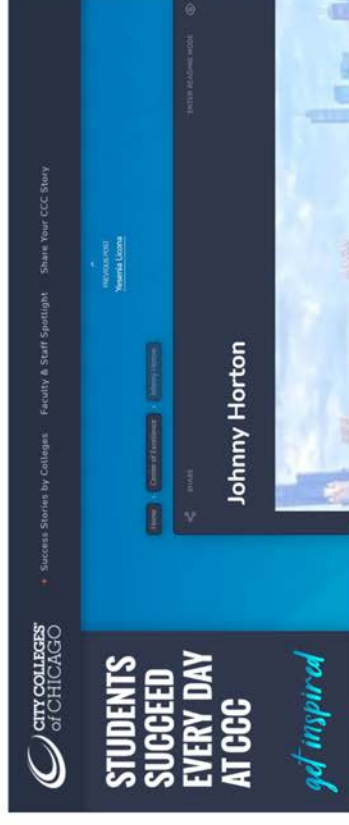 CITY COLLEGES®
of CHICAGO
Success Stories by Colleges
Faculty & Staff Spotlight
Share Your CCC Story
STUDENTS
SUCCEED
EVERY DAY
AT CCC
get inspired
PREVIOUS POST
Yesenia Licona
Home
Center of Excellence
Johnny Horton
SHARE
ENTER READING MODE
Johnny Horton